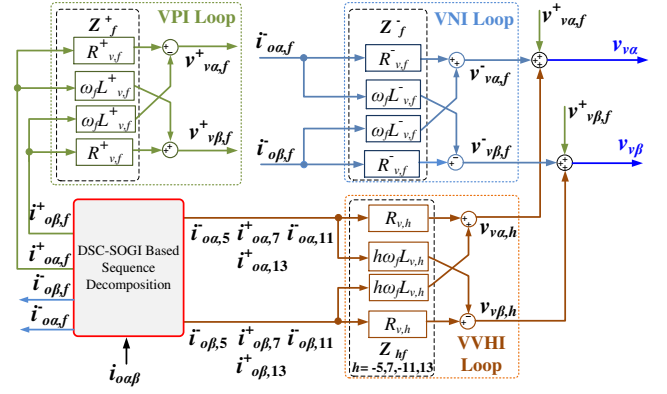 VPI Loop
Z⁺f
R⁺v,f
ωfL⁺v,f
ωfL⁺v,f
R⁺v,f
v⁺vα,f
v⁺vβ,f
VNI Loop
i⁻oα,f
i⁻oβ,f
Z⁻f
R⁻v,f
ωfL⁻v,f
ωfL⁻v,f
R⁻v,f
v⁻vα,f
v⁻vβ,f
v⁺vα,f
v⁺vβ,f
vvα
vvβ
i⁺oβ,f
i⁺oα,f
i⁻oβ,f
i⁻oα,f
DSC-SOGI Based
Sequence
Decomposition
ioαβ
i⁻oα,5 i⁺oα,7 i⁻oα,11
i⁺oα,13
i⁻oβ,5 i⁺oβ,7 i⁻oβ,11
i⁺oβ,13
Rv,h
hωfLv,h
hωfLv,h
Rv,h
Zhf
h= -5,7,-11,13
vvα,h
vvβ,h
VVHI
Loop